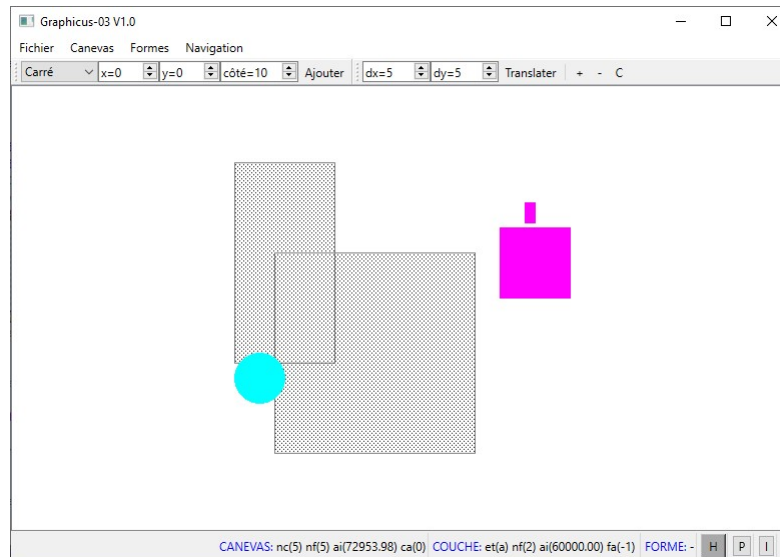 Graphicus-03 V1.0
Fichier Canevas Formes Navigation
Carré x=0 y=0 côté=10 Ajouter dx=5 dy=5 Translater + - C
CANEVAS: nc(5) nf(5) ai(72953.98) ca(0) COUCHE: et(a) nf(2) ai(60000.00) fa(-1) FORME: - H P I